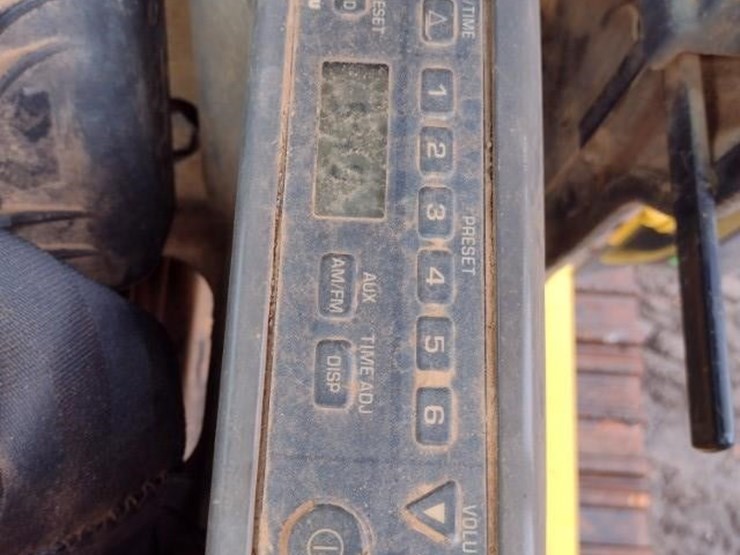 /TIME
ESET
1
2
3
4
5
6
PRESET
AUX
AM/FM
TIME ADJ
DISP
VOLU